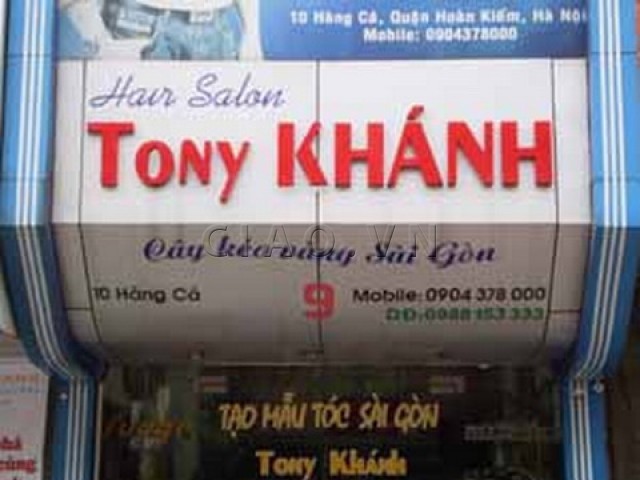 10 Hàng Cá, Quận Hoàn Kiếm, Hà Nội
Mobile: 0904378000
Hair Salon
TONY KHÁNH
GIAO.VN
Cây kéo vàng Sài Gòn
10 Hàng Cá
9
Mobile: 0904 378 000
DĐ: 0988 153 333
TẠO MẪU TÓC SÀI GÒN
Tony Khánh